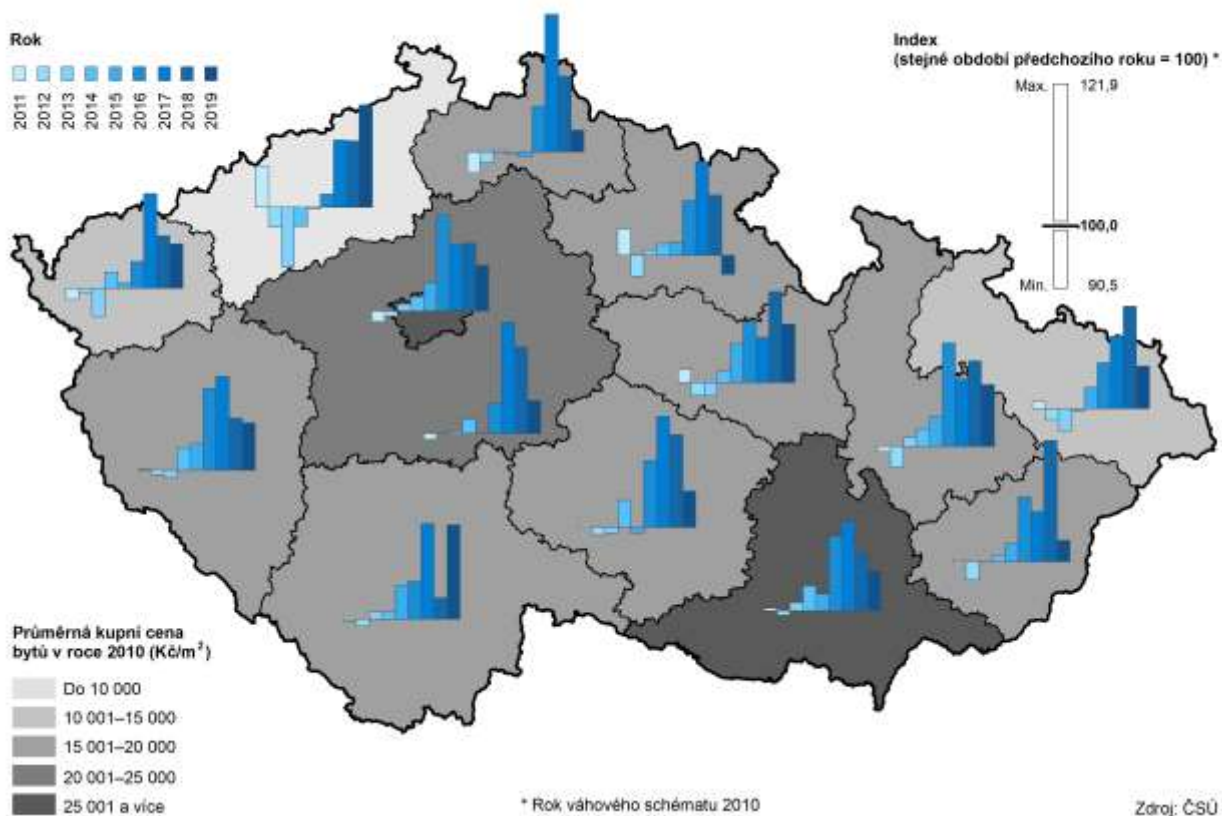 Rok
2011
2012
2013
2014
2015
2016
2017
2018
2019
Index
(stejné období předchozího roku = 100) *
Max. 121,9
100,0
Min. 90,5
Průměrná kupní cena
bytů v roce 2010 (Kč/m²)
Do 10 000
10 001–15 000
15 001–20 000
20 001–25 000
25 001 a více
* Rok váhového schématu 2010
Zdroj: ČSÚ